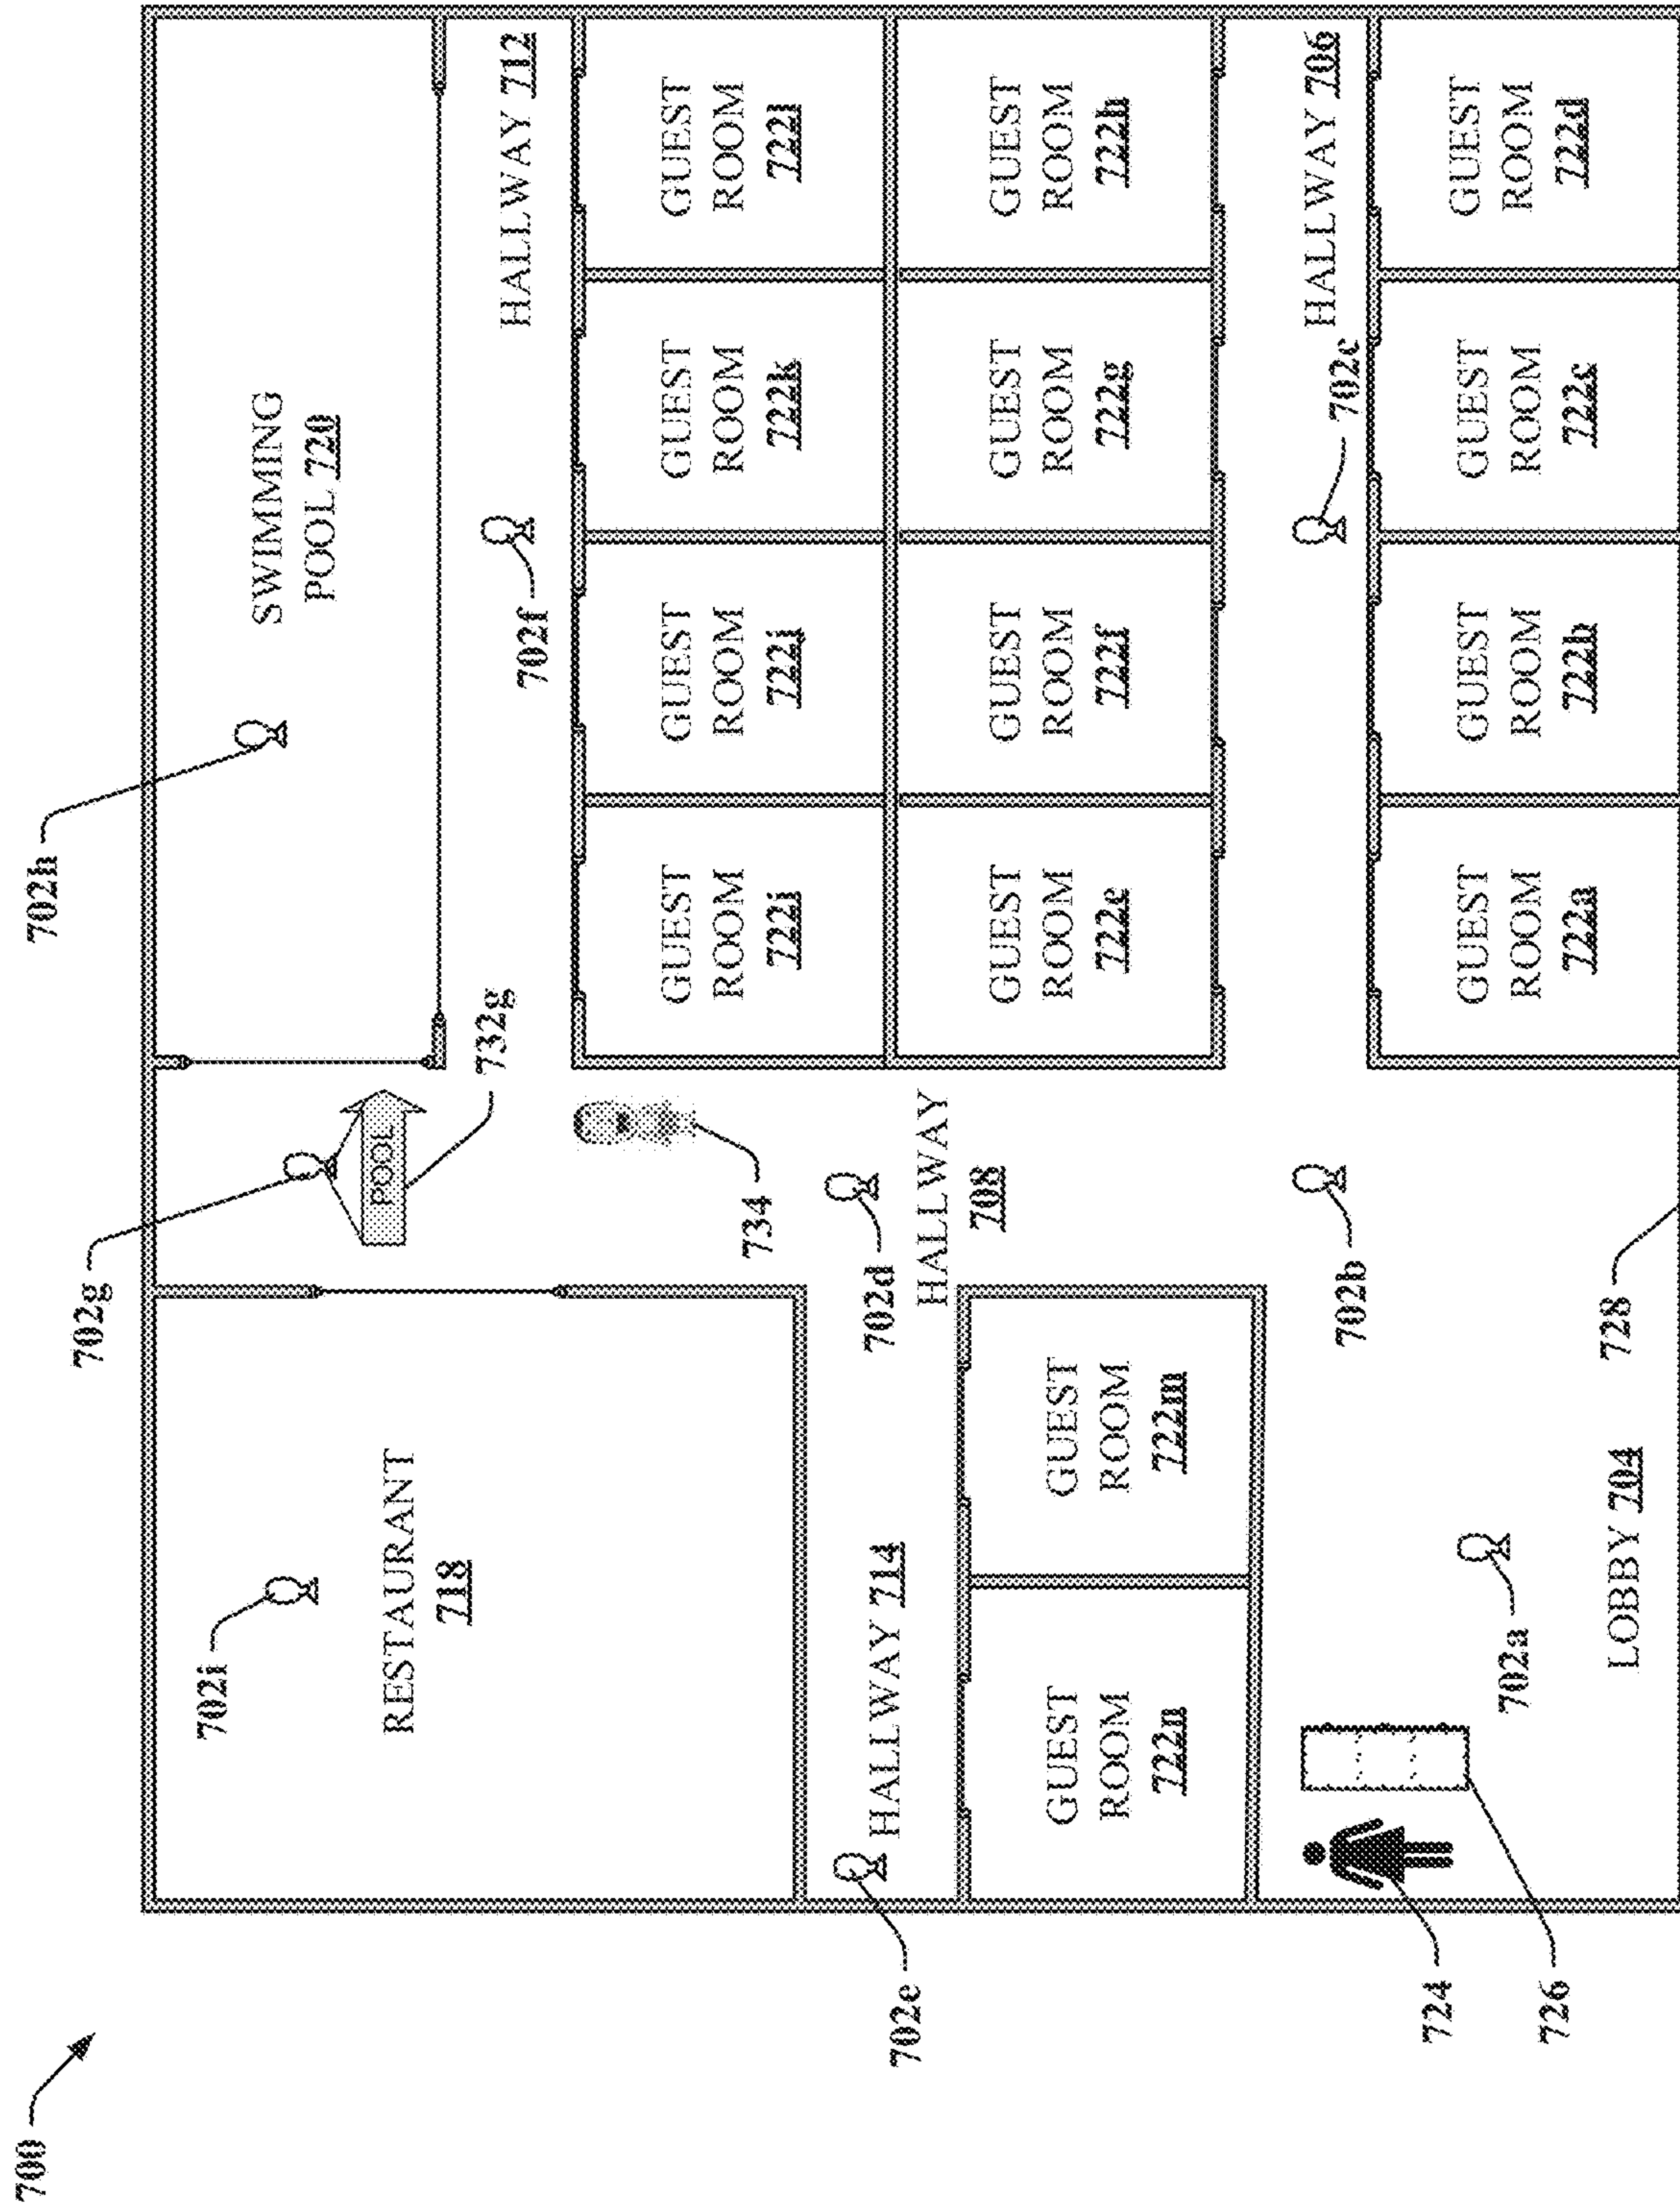 700
702h
702g
702i
SWIMMING
POOL 720
POOL
RESTAURANT
718
732g
HALLWAY 712
702f
GUEST
ROOM
722i
GUEST
ROOM
722j
GUEST
ROOM
722k
GUEST
ROOM
722l
734
HALLWAY 714
702d
702e
HALLWAY
708
GUEST
ROOM
722n
GUEST
ROOM
722m
GUEST
ROOM
722e
GUEST
ROOM
722f
GUEST
ROOM
722g
GUEST
ROOM
722h
HALLWAY 706
702c
702b
724
GUEST
ROOM
722a
GUEST
ROOM
722b
GUEST
ROOM
722c
GUEST
ROOM
722d
702a
726
728
LOBBY 704